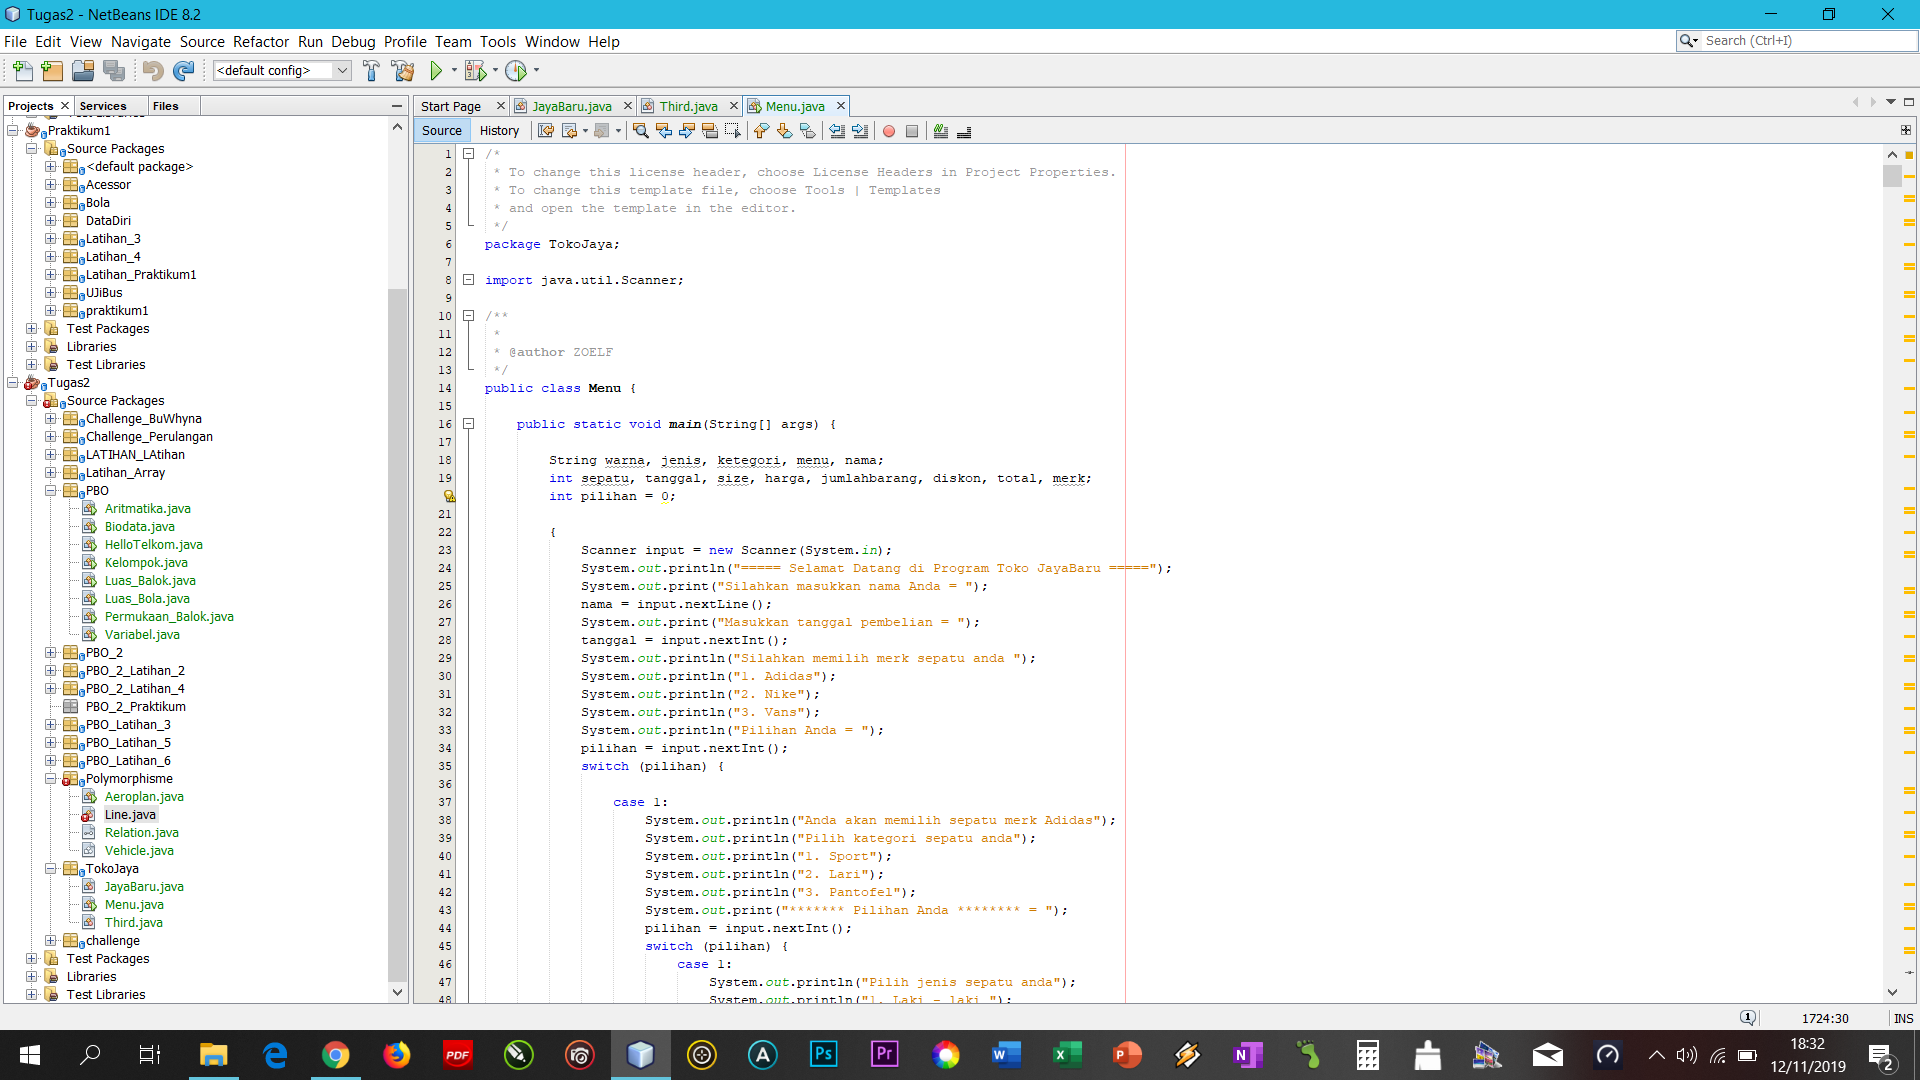 Tugas2 - NetBeans IDE 8.2
File Edit View Navigate Source Refactor Run Debug Profile Team Tools Window Help
Search (Ctrl+I)
<default config>
Projects Services Files
Start Page JayaBaru.java Third.java Menu.java
Source History
Praktikum1
Source Packages
<default package>
Acessor
Bola
DataDiri
Latihan_3
Latihan_4
Latihan_Praktikum1
UJiBus
praktikum1
Test Packages
Libraries
Test Libraries
Tugas2
Source Packages
Challenge_BuWhyna
Challenge_Perulangan
LATIHAN_LAtihan
Latihan_Array
PBO
Aritmatika.java
Biodata.java
HelloTelkom.java
Kelompok.java
Luas_Balok.java
Luas_Bola.java
Permukaan_Balok.java
Variabel.java
PBO_2
PBO_2_Latihan_2
PBO_2_Latihan_4
PBO_2_Praktikum
PBO_Latihan_3
PBO_Latihan_5
PBO_Latihan_6
Polymorphisme
Aeroplan.java
Line.java
Relation.java
Vehicle.java
TokoJaya
JayaBaru.java
Menu.java
Third.java
challenge
Test Packages
Libraries
Test Libraries
1 /*
2 * To change this license header, choose License Headers in Project Properties.
3 * To change this template file, choose Tools | Templates
4 * and open the template in the editor.
5 */
6 package TokoJaya;
7
8 import java.util.Scanner;
9
10 /**
11 *
12 * @author ZOELF
13 */
14 public class Menu {
15
16 public static void main(String[] args) {
17
18 String warna, jenis, ketegori, menu, nama;
19 int sepatu, tanggal, size, harga, jumlahbarang, diskon, total, merk;
int pilihan = 0;
21
22 {
23 Scanner input = new Scanner(System.in);
24 System.out.println("===== Selamat Datang di Program Toko JayaBaru =====");
25 System.out.print("Silahkan masukkan nama Anda = ");
26 nama = input.nextLine();
27 System.out.print("Masukkan tanggal pembelian = ");
28 tanggal = input.nextInt();
29 System.out.println("Silahkan memilih merk sepatu anda ");
30 System.out.println("1. Adidas");
31 System.out.println("2. Nike");
32 System.out.println("3. Vans");
33 System.out.println("Pilihan Anda = ");
34 pilihan = input.nextInt();
35 switch (pilihan) {
36
37 case 1:
38 System.out.println("Anda akan memilih sepatu merk Adidas");
39 System.out.println("Pilih kategori sepatu anda");
40 System.out.println("1. Sport");
41 System.out.println("2. Lari");
42 System.out.println("3. Pantofel");
43 System.out.print("******* Pilihan Anda ******** = ");
44 pilihan = input.nextInt();
45 switch (pilihan) {
46 case 1:
47 System.out.println("Pilih jenis sepatu anda");
48 System.out.println("1. Laki - laki ");
1
1724:30 INS
PDF Ps Pr
18:32
12/11/2019
2